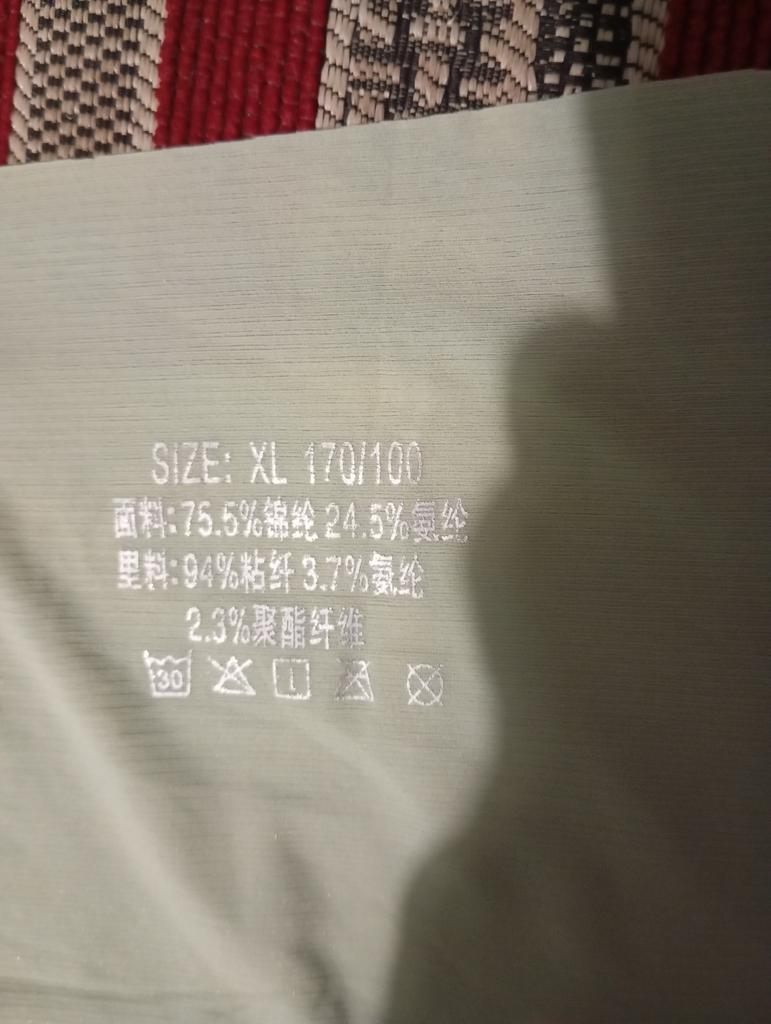 SIZE: XL 170/100
面料:75.5%锦纶 24.5%氨纶
里料:94%粘纤 3.7%氨纶
2.3%聚酯纤维
30